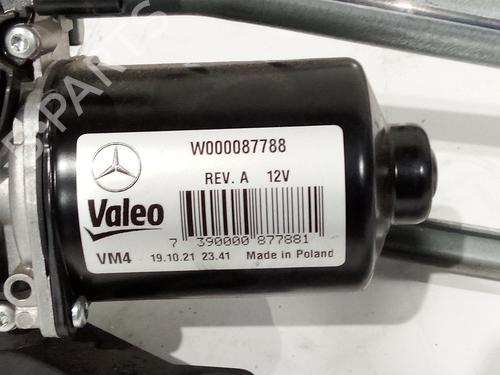 W000087788
REV. A 12V
Valeo
7 390000 877881
VM4 19.10.21 23.41 Made in Poland